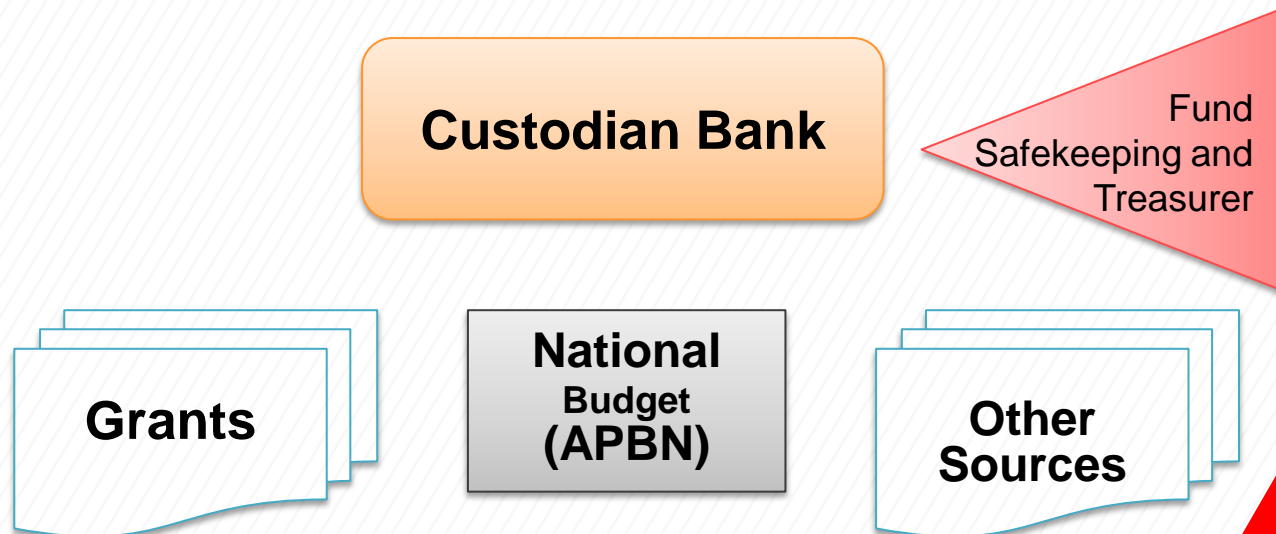 Custodian Bank
Fund
Safekeeping and
Treasurer
Grants
National
Budget
(APBN)
Other
Sources